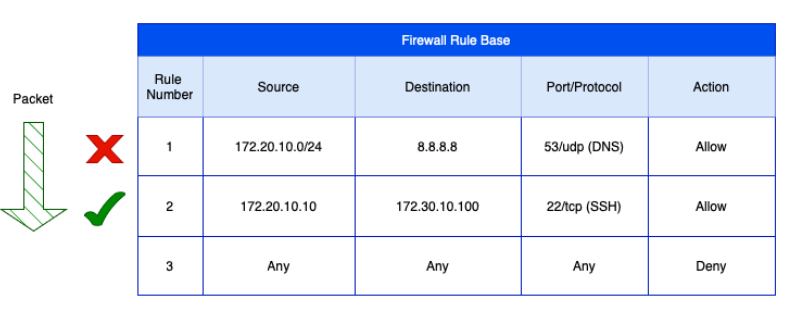 Firewall Rule Base
Packet
Rule Number Source Destination Port/Protocol Action
1 172.20.10.0/24 8.8.8.8 53/udp (DNS) Allow
2 172.20.10.10 172.30.10.100 22/tcp (SSH) Allow
3 Any Any Any Deny